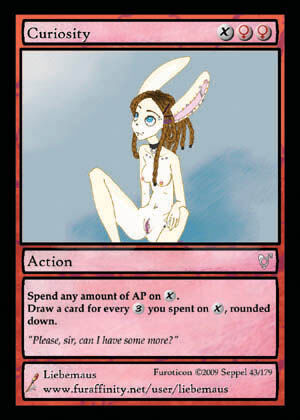 Curiosity X
Action
Spend any amount of AP on X.
Draw a card for every 3 you spent on X, rounded
down.
"Please, sir, can I have some more?"
Liebemaus Furoticon ©2009 Seppel 43/179
www.furaffinity.net/user/liebemaus